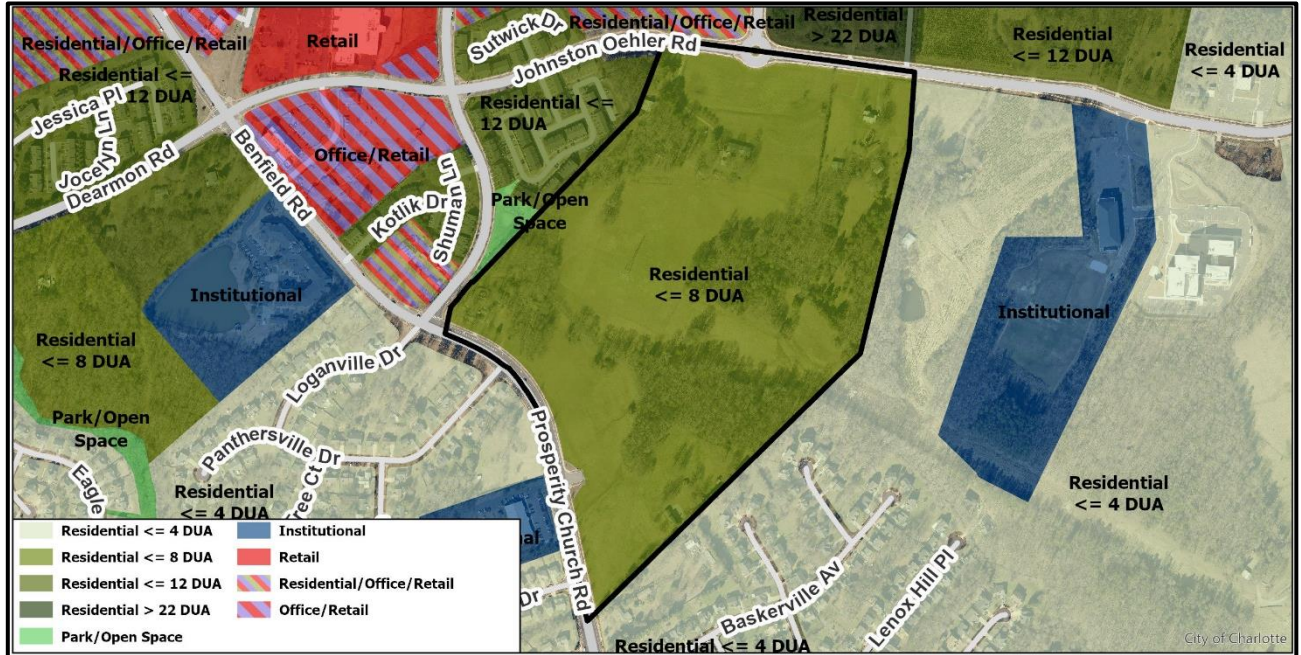 Residential/Office/Retail
Retail
Sutwick Dr
Residential/Office/Retail
Residential
> 22 DUA
Residential
<= 12 DUA
Residential
<= 4 DUA
Johnston Oehler Rd
Residential <=
12 DUA
Jessica Pl
Jocelyn Ln
Dearmon Rd
Residential <=
12 DUA
Office/Retail
Benfield Rd
Kotlik Dr
Shuman Ln
Park/Open
Space
Institutional
Residential
<= 8 DUA
Institutional
Residential
<= 8 DUA
Loganville Dr
Park/Open
Space
Panthersville Dr
Eagle
ree Ct
Residential
<= 4 DUA
Prosperity Church Rd
Residential
<= 4 DUA
nal
Dr
Baskerville Av
Lenox Hill Pl
Residential <= 4 DUA
Residential <= 4 DUA
Residential <= 8 DUA
Residential <= 12 DUA
Residential > 22 DUA
Park/Open Space
Institutional
Retail
Residential/Office/Retail
Office/Retail
City of Charlotte